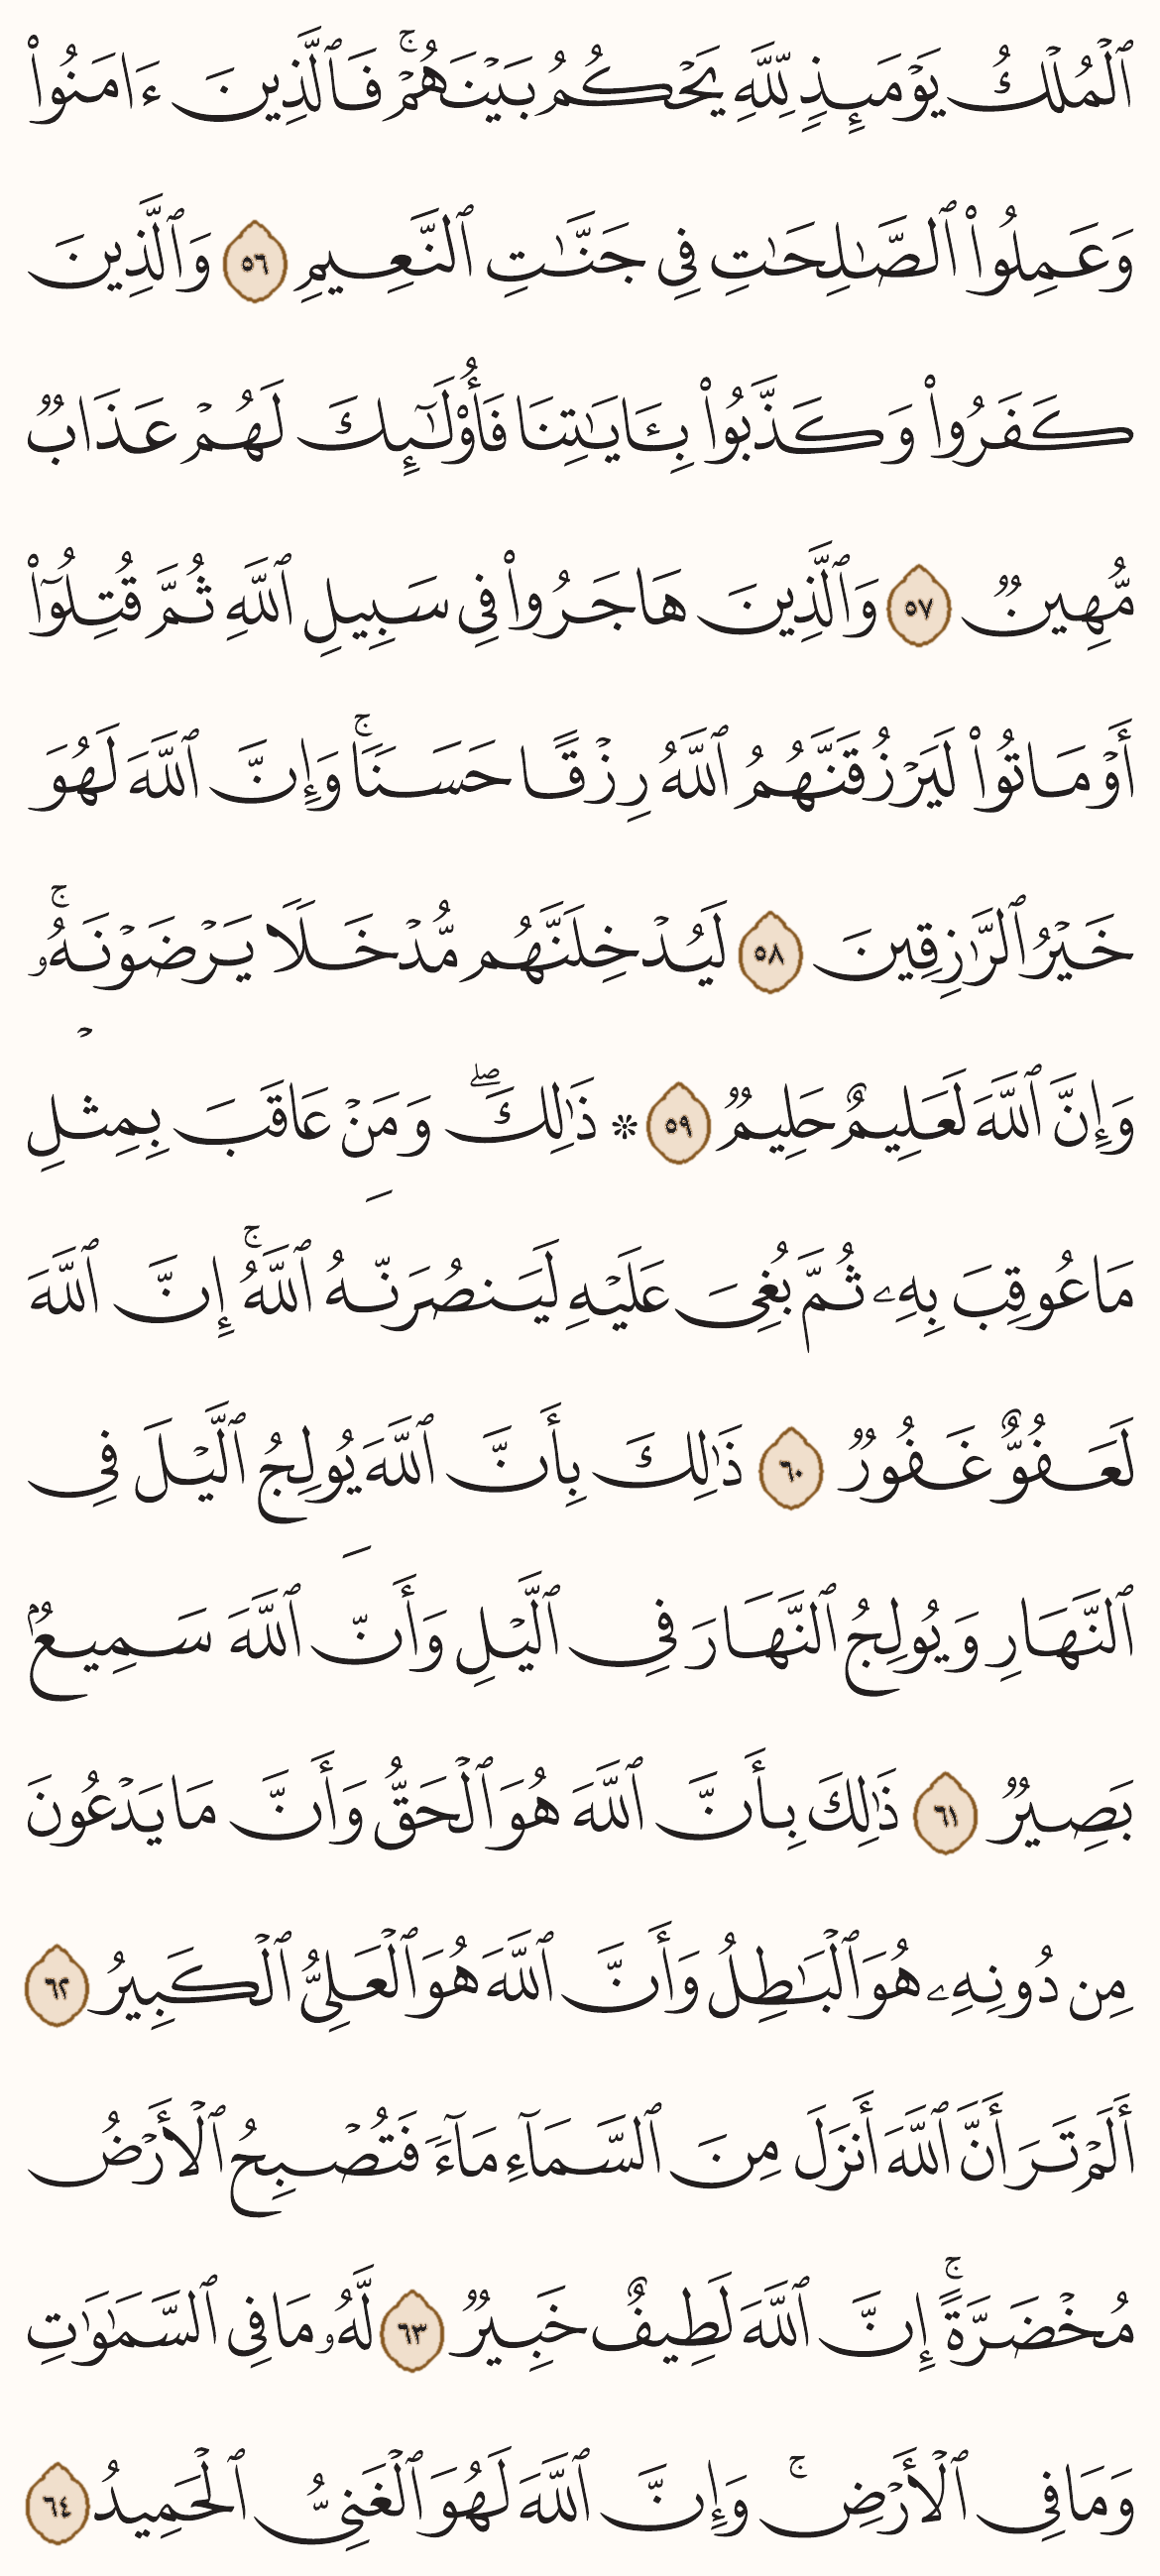 ٱلْمُلْكُ يَوْمَئِذٍ لِّلَّهِ يَحْكُمُ بَيْنَهُمْ ۚ فَٱلَّذِينَ ءَامَنُوا۟
وَعَمِلُوا۟ ٱلصَّـٰلِحَـٰتِ فِى جَنَّـٰتِ ٱلنَّعِيمِ ٥٦ وَٱلَّذِينَ
كَفَرُوا۟ وَكَذَّبُوا۟ بِـَٔايَـٰتِنَا فَأُو۟لَـٰٓئِكَ لَهُمْ عَذَابٌ
مُّهِينٌ ٥٧ وَٱلَّذِينَ هَاجَرُوا۟ فِى سَبِيلِ ٱللَّهِ ثُمَّ قُتِلُوٓا۟
أَوْ مَاتُوا۟ لَيَرْزُقَنَّهُمُ ٱللَّهُ رِزْقًا حَسَنًا ۚ وَإِنَّ ٱللَّهَ لَهُوَ
خَيْرُ ٱلرَّٰزِقِينَ ٥٨ لَيُدْخِلَنَّهُم مُّدْخَلًا يَرْضَوْنَهُۥ ۚ
وَإِنَّ ٱللَّهَ لَعَلِيمٌ حَلِيمٌ ٥٩ ۞ ذَٰلِكَ ۖ وَمَنْ عَاقَبَ بِمِثْلِ
مَا عُوقِبَ بِهِۦ ثُمَّ بُغِىَ عَلَيْهِ لَيَنصُرَنَّهُ ٱللَّهُ ۚ إِنَّ ٱللَّهَ
لَعَفُوٌّ غَفُورٌ ٦٠ ذَٰلِكَ بِأَنَّ ٱللَّهَ يُولِجُ ٱلَّيْلَ فِى
ٱلنَّهَارِ وَيُولِجُ ٱلنَّهَارَ فِى ٱلَّيْلِ وَأَنَّ ٱللَّهَ سَمِيعٌۢ
بَصِيرٌ ٦١ ذَٰلِكَ بِأَنَّ ٱللَّهَ هُوَ ٱلْحَقُّ وَأَنَّ مَا يَدْعُونَ
مِن دُونِهِۦ هُوَ ٱلْبَـٰطِلُ وَأَنَّ ٱللَّهَ هُوَ ٱلْعَلِىُّ ٱلْكَبِيرُ ٦٢
أَلَمْ تَرَ أَنَّ ٱللَّهَ أَنزَلَ مِنَ ٱلسَّمَآءِ مَآءً فَتُصْبِحُ ٱلْأَرْضُ
مُخْضَرَّةً ۚ إِنَّ ٱللَّهَ لَطِيفٌ خَبِيرٌ ٦٣ لَّهُۥ مَا فِى ٱلسَّمَـٰوَٰتِ
وَمَا فِى ٱلْأَرْضِ ۚ وَإِنَّ ٱللَّهَ لَهُوَ ٱلْغَنِىُّ ٱلْحَمِيدُ ٦٤